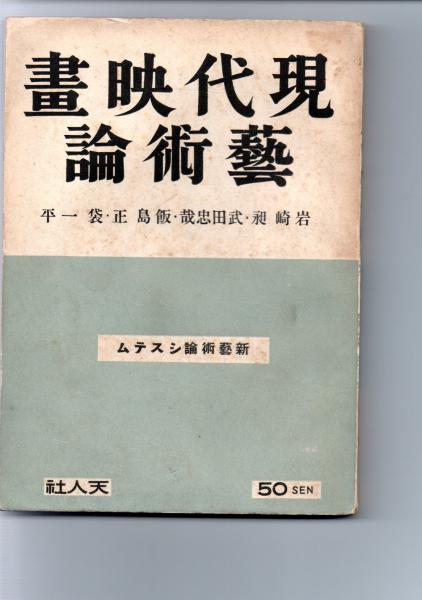 現代映畫
藝術論
岩崎昶・武田忠哉・飯島正・袋一平
新藝術論システム
天人社
50 SEN